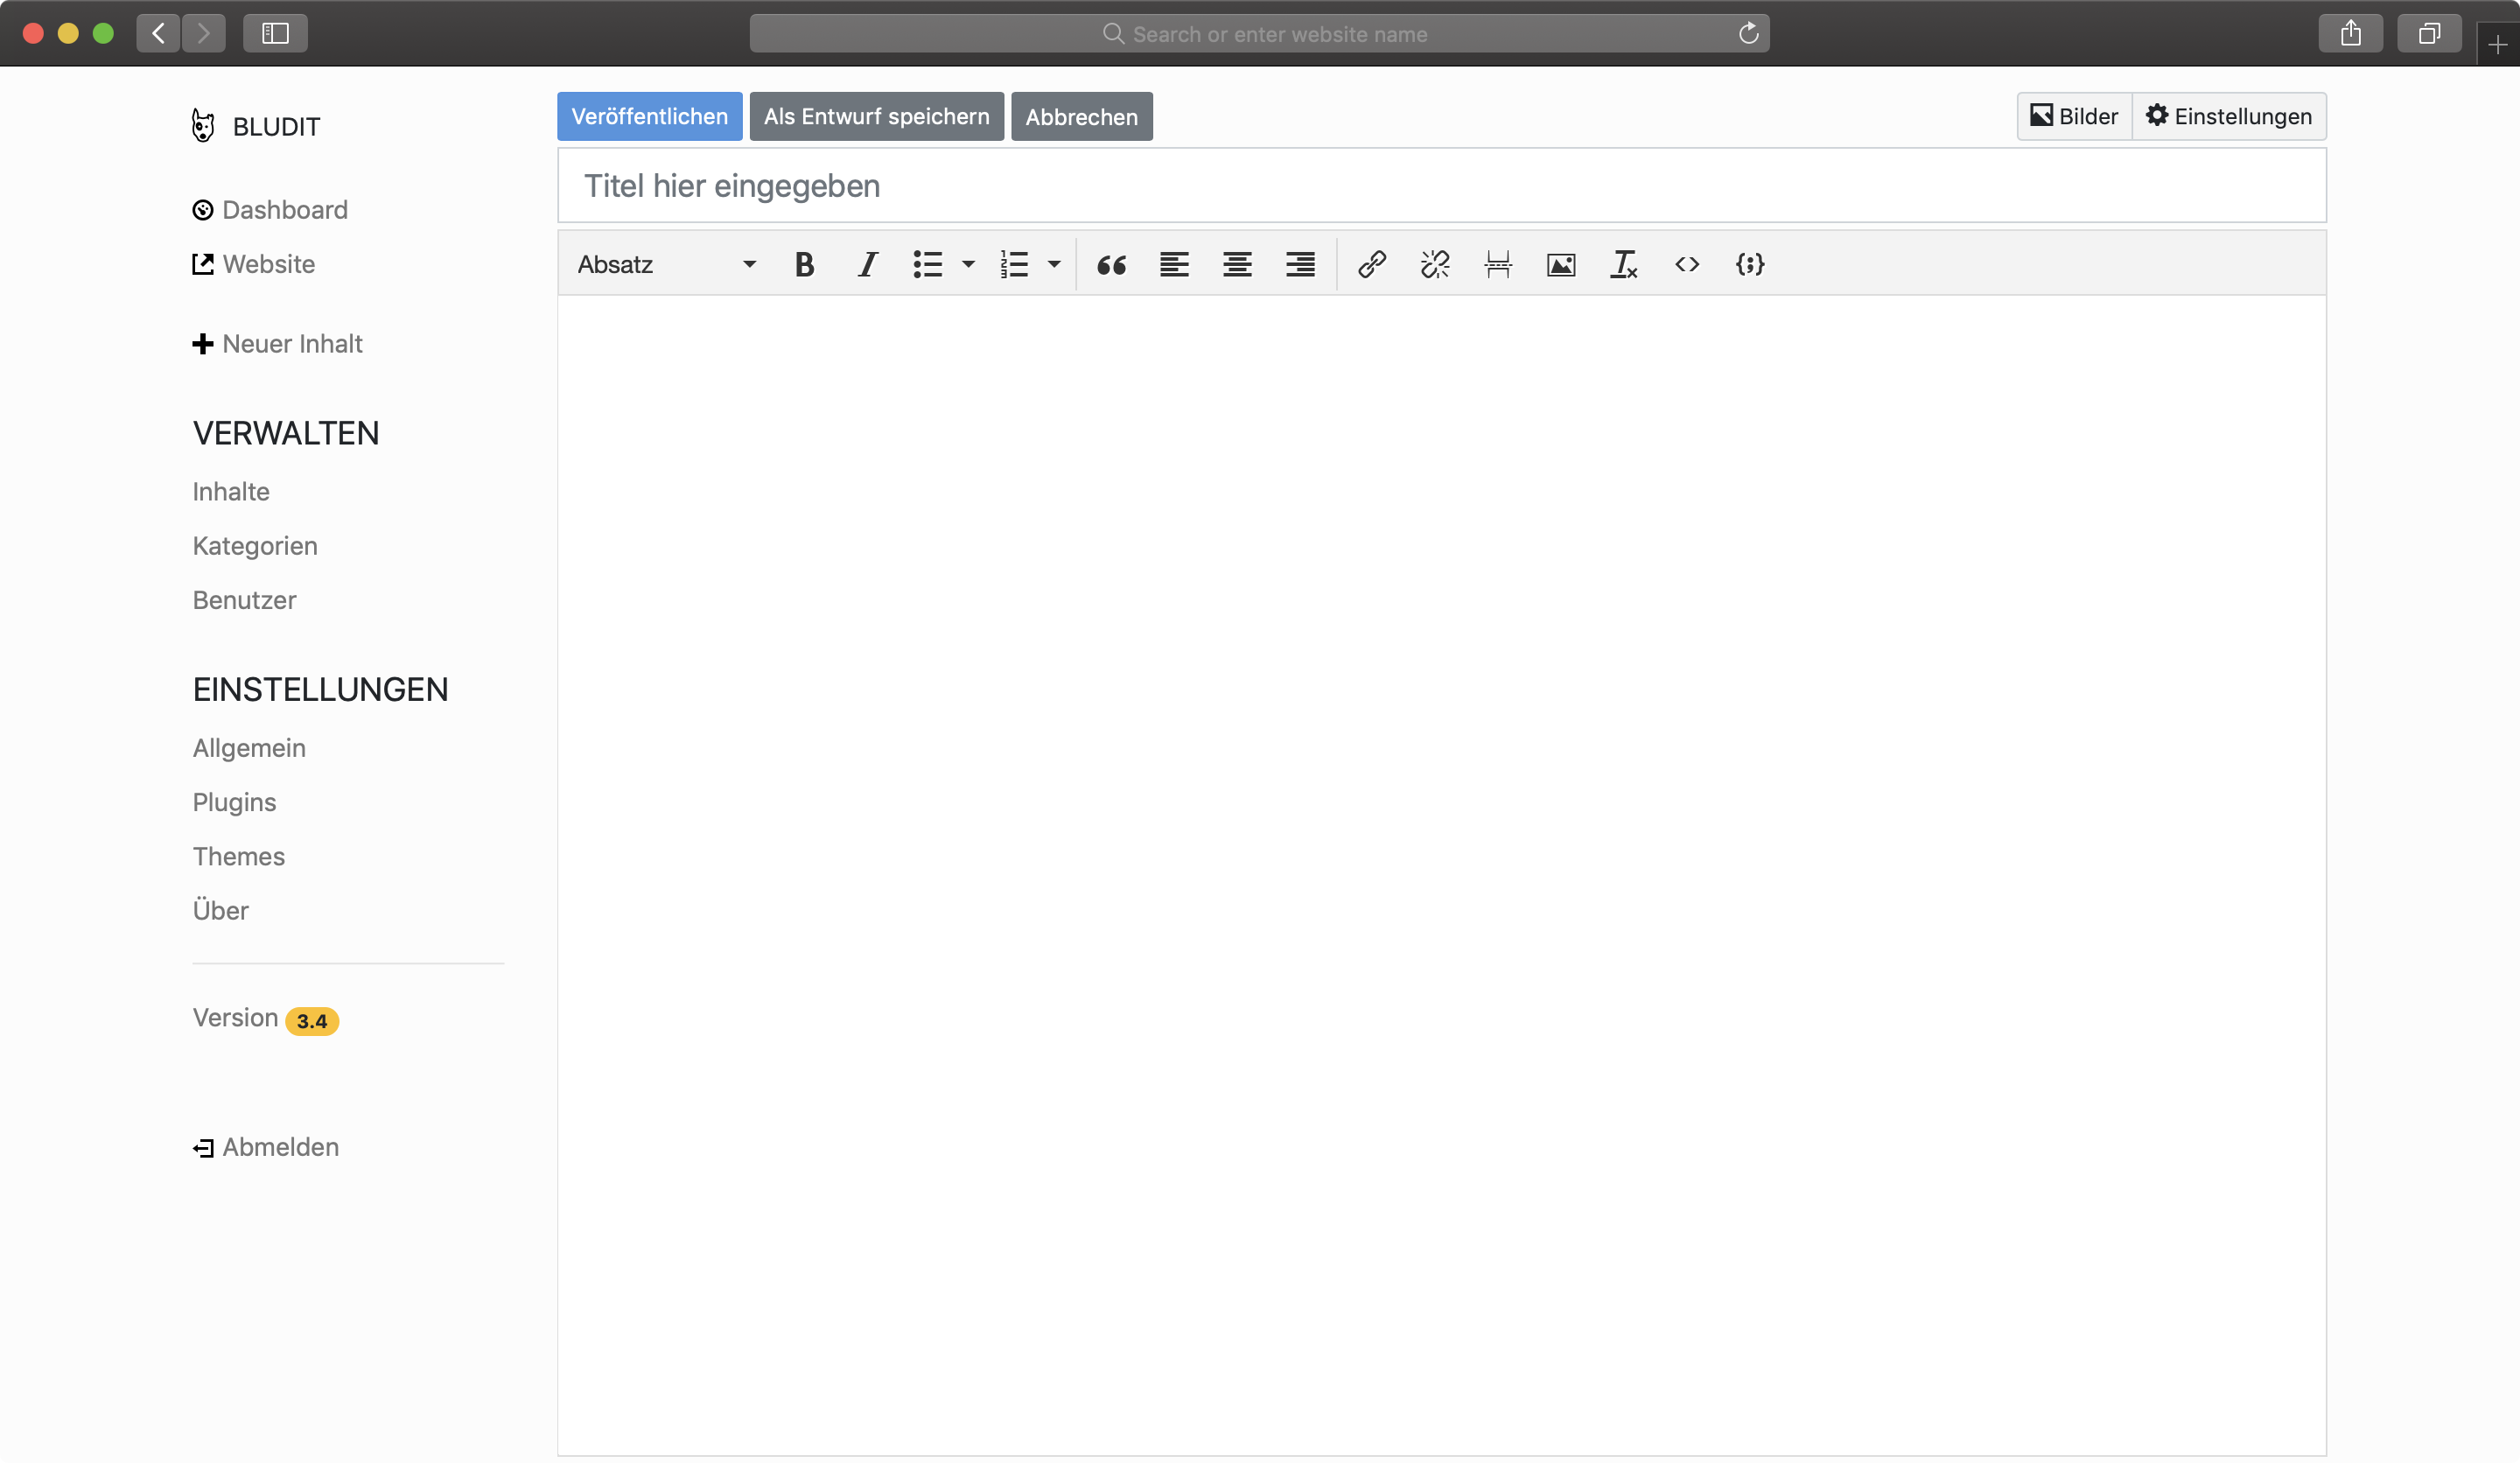 Search or enter website name
BLUDIT
Dashboard
Website
Neuer Inhalt
VERWALTEN
Inhalte
Kategorien
Benutzer
EINSTELLUNGEN
Allgemein
Plugins
Themes
Über
Version 3.4
Abmelden
Veröffentlichen Als Entwurf speichern Abbrechen Bilder Einstellungen
Titel hier eingegeben
Absatz